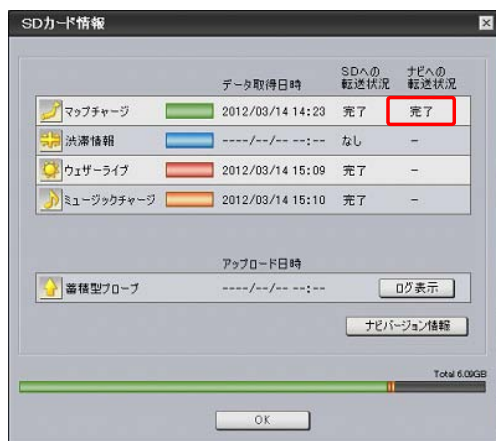 SDカード情報
SDへの ナビへの
データ取得日時 転送状況 転送状況
マップチャージ 2012/03/14 14:23 完了 完了
渋滞情報 ----/--/-- --:-- なし -
ウェザーライブ 2012/03/14 15:09 完了 -
ミュージックチャージ 2012/03/14 15:10 完了 -
アップロード日時
蓄積型プローブ ----/--/-- --:-- ログ表示
ナビバージョン情報
Total 6.09GB
OK